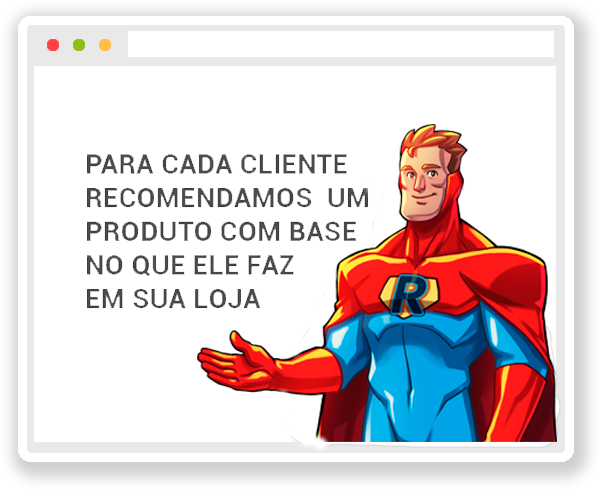 PARA CADA CLIENTE
RECOMENDAMOS UM
PRODUTO COM BASE
NO QUE ELE FAZ
EM SUA LOJA
R